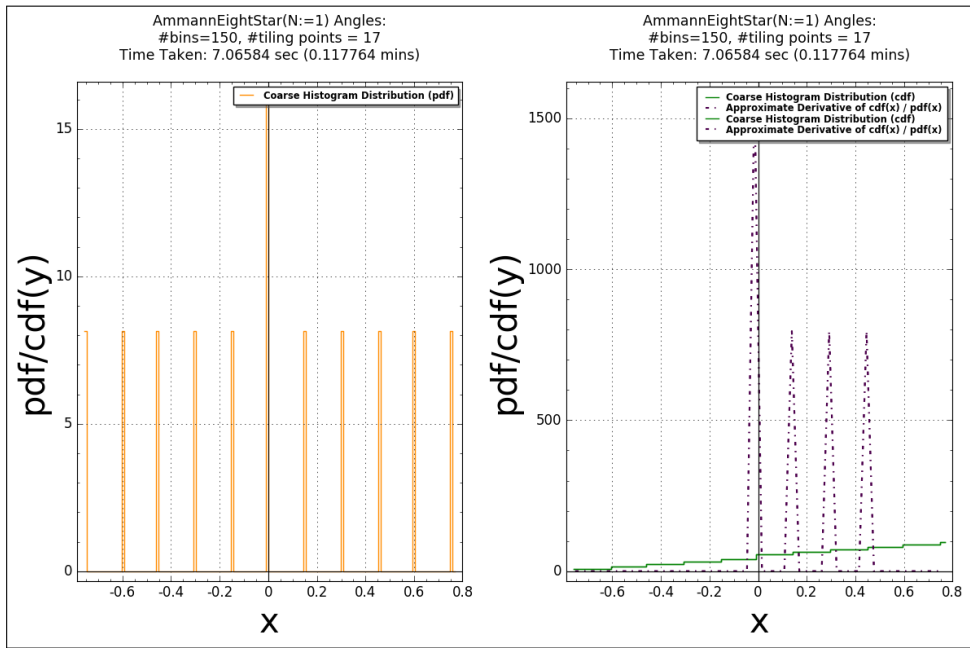 AmmannEightStar(N:=1) Angles:
#bins=150, #tiling points = 17
Time Taken: 7.06584 sec (0.117764 mins)
Coarse Histogram Distribution (pdf)
15
10
5
0
pdf/cdf(y)
-0.6
-0.4
-0.2
0
0.2
0.4
0.6
0.8
x
AmmannEightStar(N:=1) Angles:
#bins=150, #tiling points = 17
Time Taken: 7.06584 sec (0.117764 mins)
Coarse Histogram Distribution (cdf)
Approximate Derivative of cdf(x) / pdf(x)
Coarse Histogram Distribution (cdf)
Approximate Derivative of cdf(x) / pdf(x)
1500
1000
500
0
pdf/cdf(y)
-0.6
-0.4
-0.2
0
0.2
0.4
0.6
0.8
x